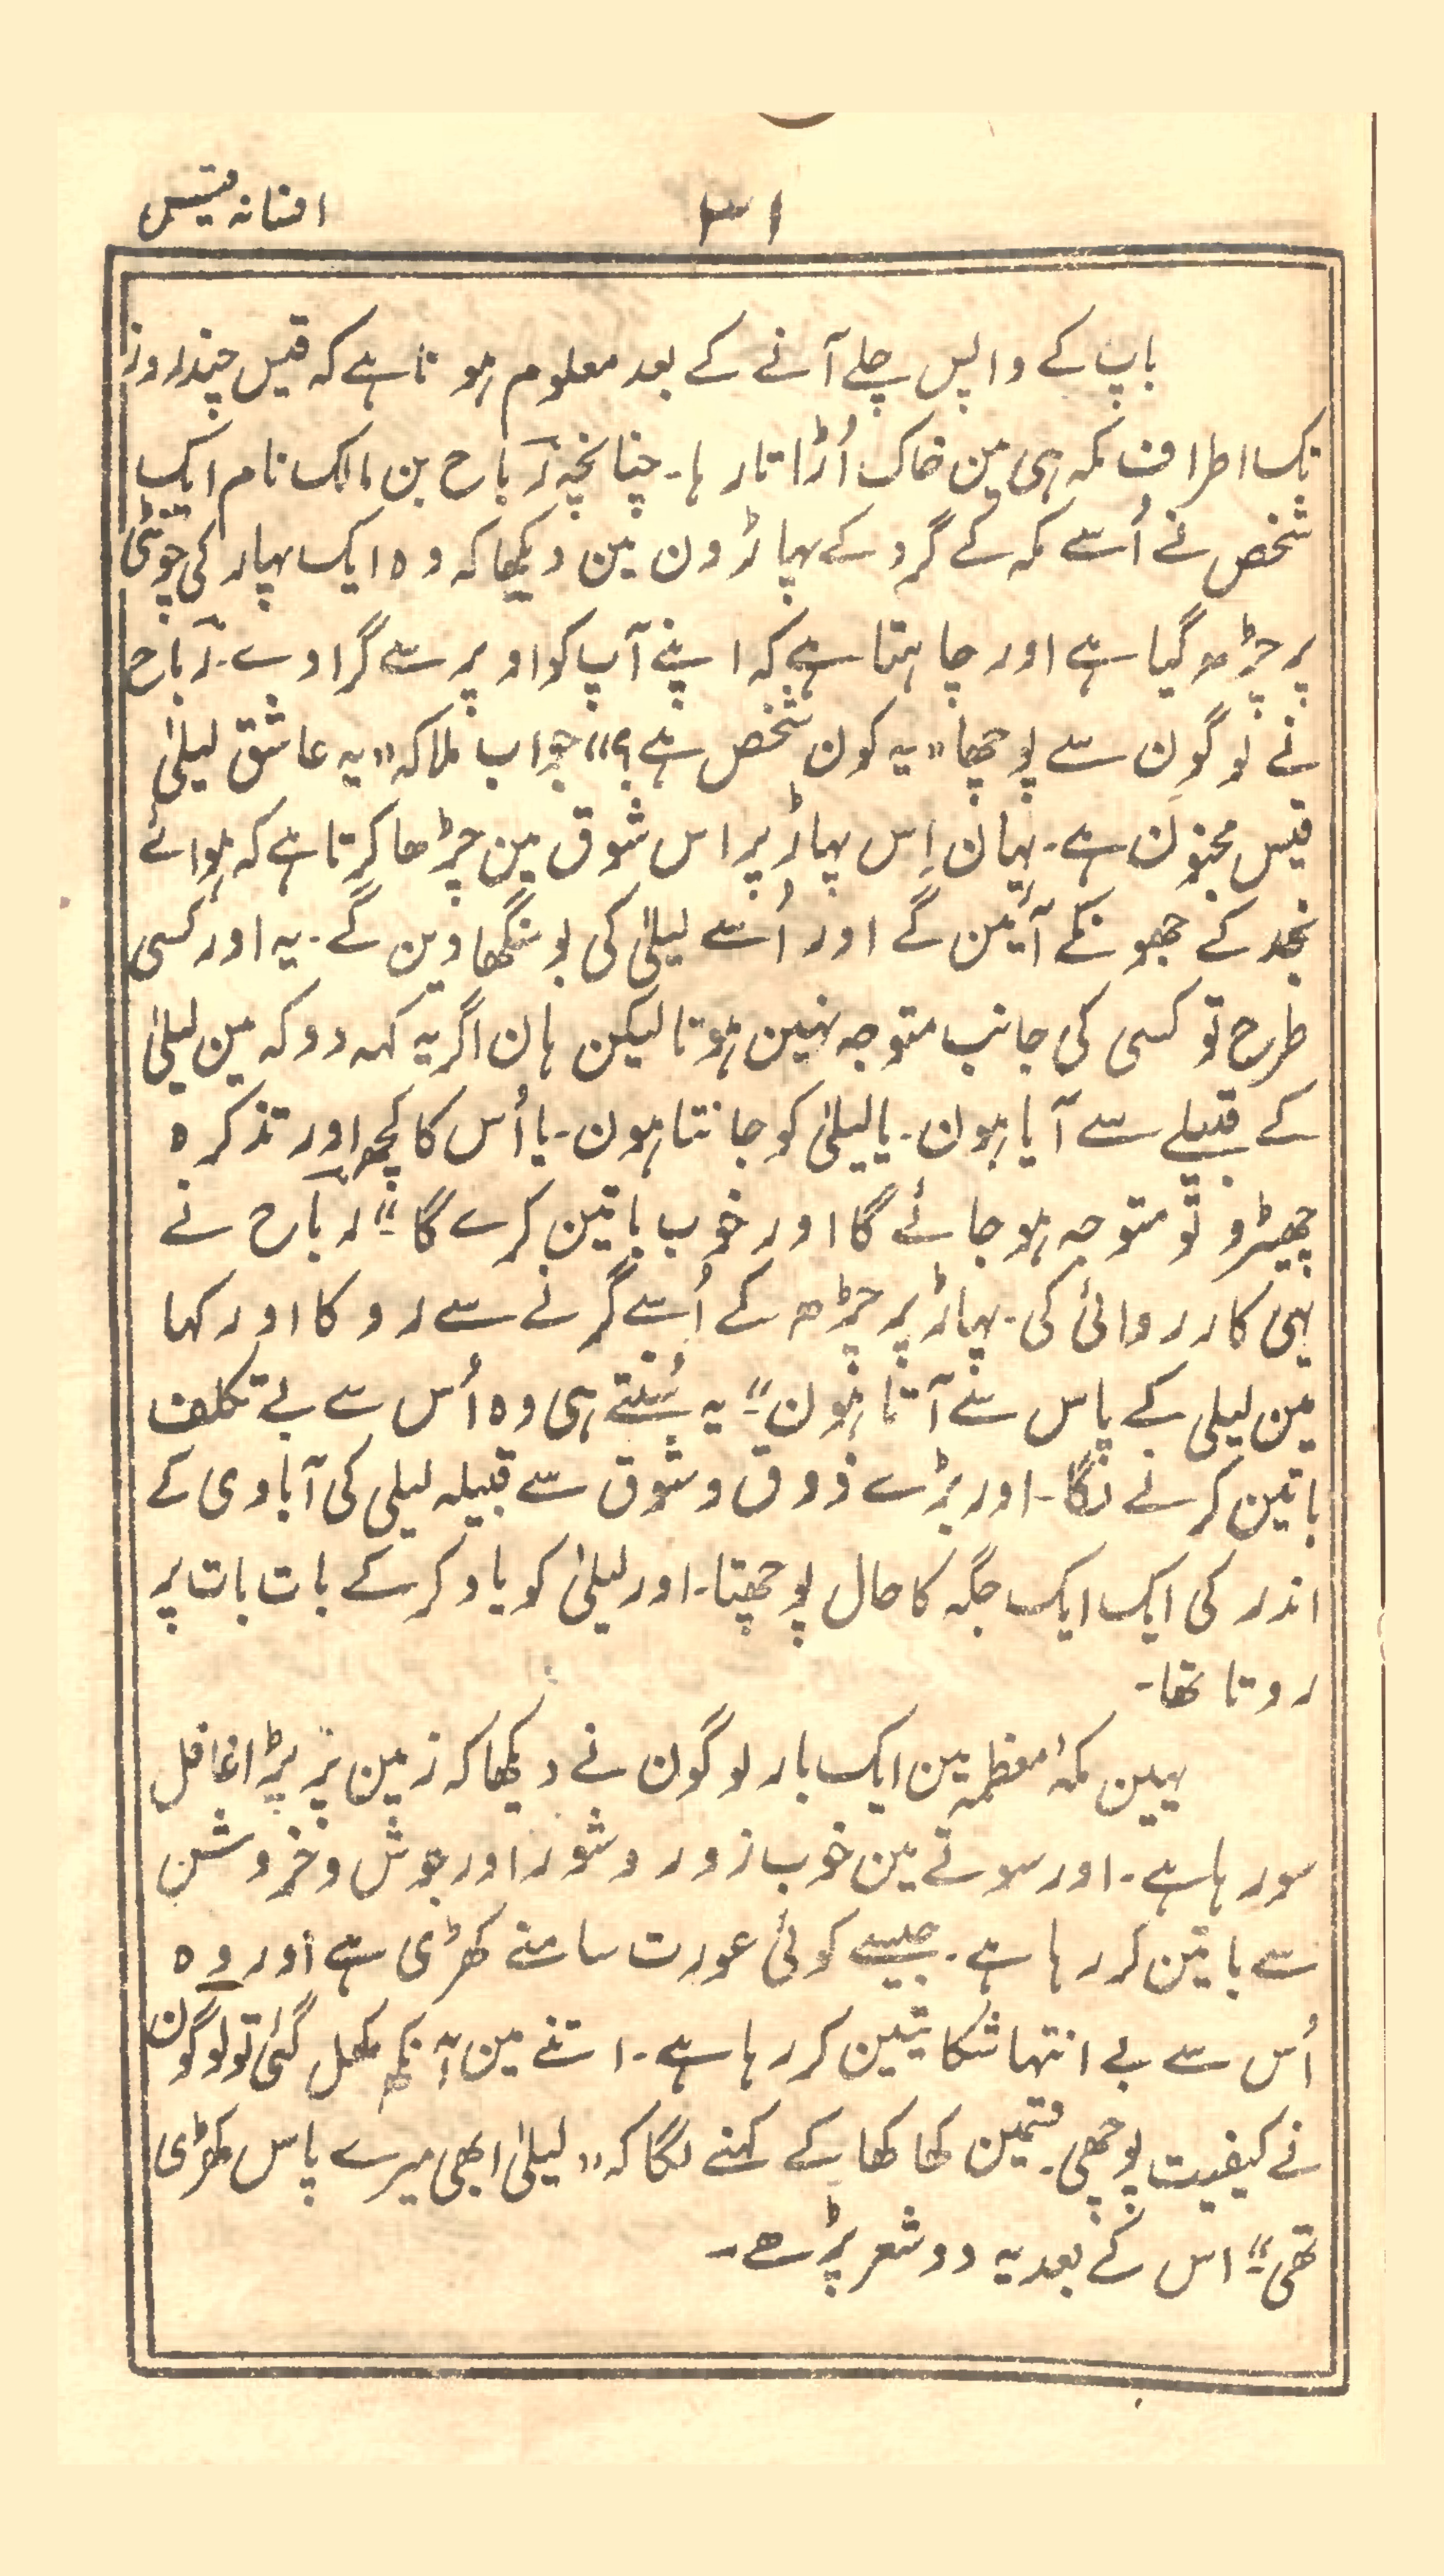 ۳۱
افسانہ قیس
باپ کے واپس چلے آنے کے بعد معلوم ہوتا ہے کہ قیس چند روز
تک اطراف مکہ ہی مین خاک اُڑاتا رہا۔ چنانچہ رباح بن مالک نام ایک
شخص نے اُسے مکہ کے گرد کے پہاڑون مین دیکھا کہ وہ ایک پہاڑ کی چوٹی
پر چڑھ گیا ہے اور چاہتا ہے کہ اپنے آپ کو اوپر سے گرا دے۔ رباح
نے لوگون سے پوچھا "یہ کون شخص ہے؟" جواب ملا کہ "یہ عاشق لیلیٰ
قیس مجنون ہے۔ یہان اِس پہاڑ پر اس شوق مین چڑھا کرتا ہے کہ ہوائے
نجد کے جھونکے آئین گے اور اُسے لیلیٰ کی بو سنگھا دین گے۔ یہ اور کسی
طرح تو کسی کی جانب متوجہ نہین ہوتا لیکن ہان اگر یہ کہہ دو کہ مین لیلیٰ
کے قبیلے سے آیا ہون۔ یا لیلیٰ کو جانتا ہون۔ یا اُس کا کچھ اور تذکرہ
چھیڑو تو متوجہ ہو جائے گا اور خوب باتین کرے گا"۔ رباح نے
یہی کارروائی کی۔ پہاڑ پر چڑھ کے اُسے گرنے سے روکا اور کہا
مین لیلی کے پاس سے آتا ہون"۔ یہ سُنتے ہی وہ اُس سے بے تکلف
باتین کرنے لگا۔ اور بڑے ذوق و شوق سے قبیلہ لیلی کی آبادی کے
اندر کی ایک ایک جگہ کا حال پوچھتا۔ اور لیلیٰ کو یاد کر کے بات بات پر
روتا تھا۔
یہین مکۂ معظمہ مین ایک بار لوگون نے دیکھا کہ زمین پر پڑا غافل
سو رہا ہے۔ اور سوتے مین خوب زور و شور اور جوش و خروش
سے باتین کر رہا ہے۔ جیسے کوئی عورت سامنے کھڑی ہے اور وہ
اُس سے بے انتہا شکایتین کر رہا ہے۔ اتنے مین آنکھ کھل گئی تو لوگون
نے کیفیت پوچھی۔ قسمین کھا کھا کے کہنے لگا کہ "لیلیٰ ابھی میرے پاس کھڑی
تھی"۔ اس کے بعد یہ دو شعر پڑھے۔